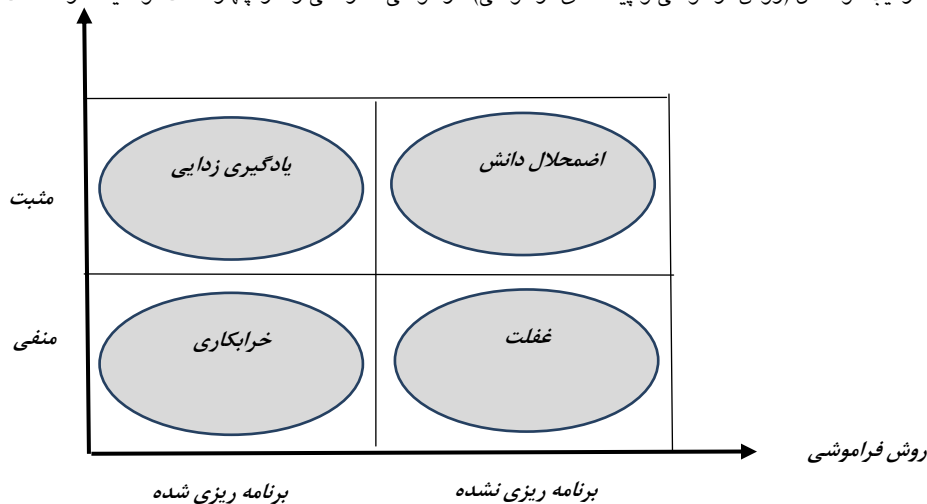 یادگیری زدایی
اضمحلال دانش
مثبت
خرابکاری
غفلت
منفی
روش فراموشی
برنامه ریزی شده
برنامه ریزی نشده